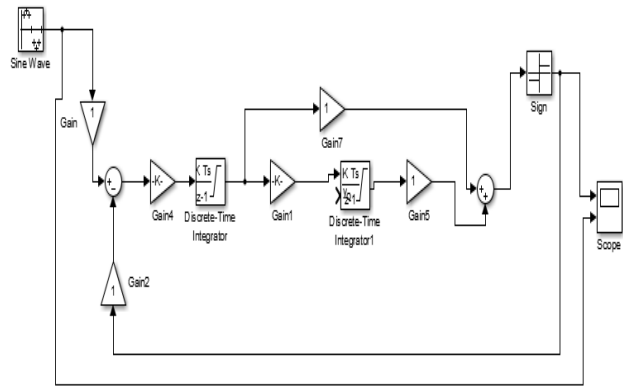 Sine Wave
1
Gain
+
−
-K-
Gain4
K Ts
z-1
Discrete-Time
Integrator
-K-
Gain1
1
Gain7
K Ts
z-1
Discrete-Time
Integrator1
1
Gain5
+
+
Sign
Scope
1
Gain2